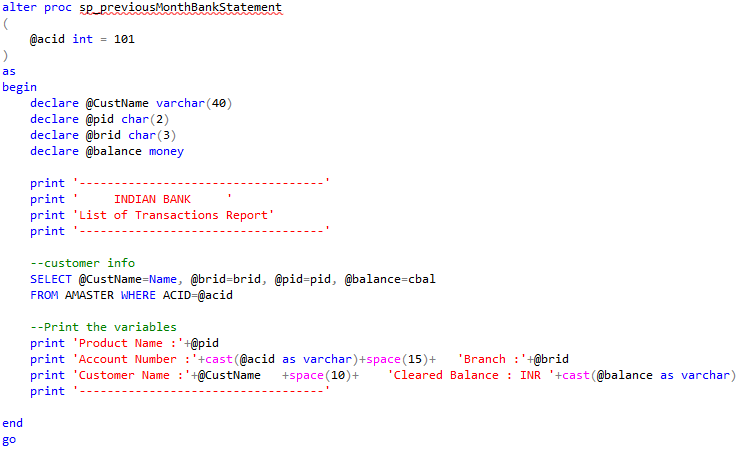 alter proc sp_previousMonthBankStatement
(
    @acid int = 101
)
as
begin
    declare @CustName varchar(40)
    declare @pid char(2)
    declare @brid char(3)
    declare @balance money

    print '-----------------------------------'
    print '     INDIAN BANK     '
    print 'List of Transactions Report'
    print '-----------------------------------'

    --customer info
    SELECT @CustName=Name, @brid=brid, @pid=pid, @balance=cbal
    FROM AMASTER WHERE ACID=@acid

    --Print the variables
    print 'Product Name :'+@pid
    print 'Account Number :'+cast(@acid as varchar)+space(15)+   'Branch :'+@brid
    print 'Customer Name :'+@CustName   +space(10)+    'Cleared Balance : INR '+cast(@balance as varchar)
    print '-----------------------------------'

end
go